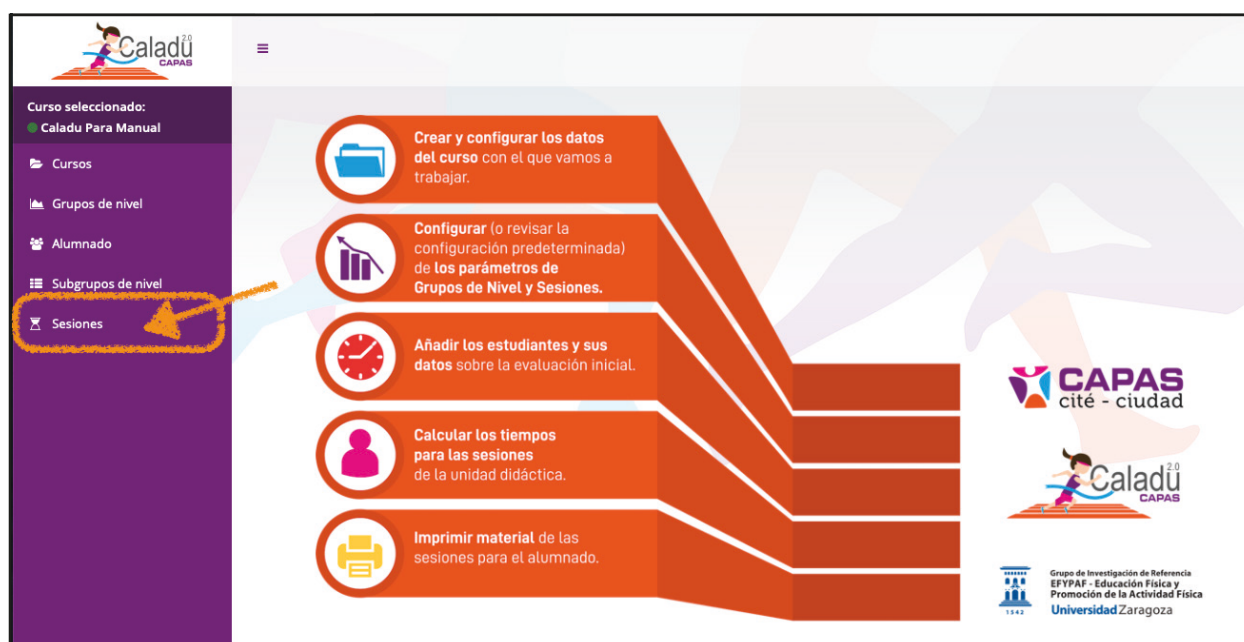 Caladü 2.0
CAPAS
Curso seleccionado:
Caladu Para Manual
Cursos
Grupos de nivel
Alumnado
Subgrupos de nivel
Sesiones
Crear y configurar los datos
del curso con el que vamos a
trabajar.
Configurar (o revisar la
configuración predeterminada)
de los parámetros de
Grupos de Nivel y Sesiones.
Añadir los estudiantes y sus
datos sobre la evaluación inicial.
Calcular los tiempos
para las sesiones
de la unidad didáctica.
Imprimir material de las
sesiones para el alumnado.
CAPAS
cité - ciudad
Caladü 2.0
CAPAS
Grupo de Investigación de Referencia
EFYPAF - Educación Física y
Promoción de la Actividad Física
1542
Universidad Zaragoza